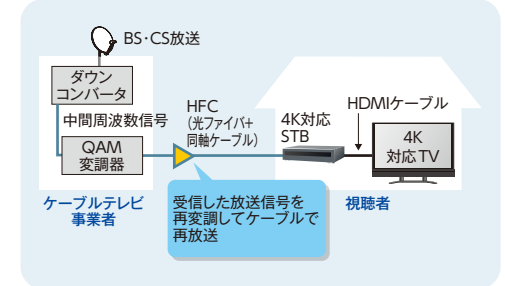 BS・CS放送
ダウン
コンバータ
中間周波数信号
QAM
変調器
ケーブルテレビ
事業者
HFC
（光ファイバ+
同軸ケーブル）
受信した放送信号を
再変調してケーブルで
再放送
4K対応
STB
HDMIケーブル
4K
対応TV
視聴者